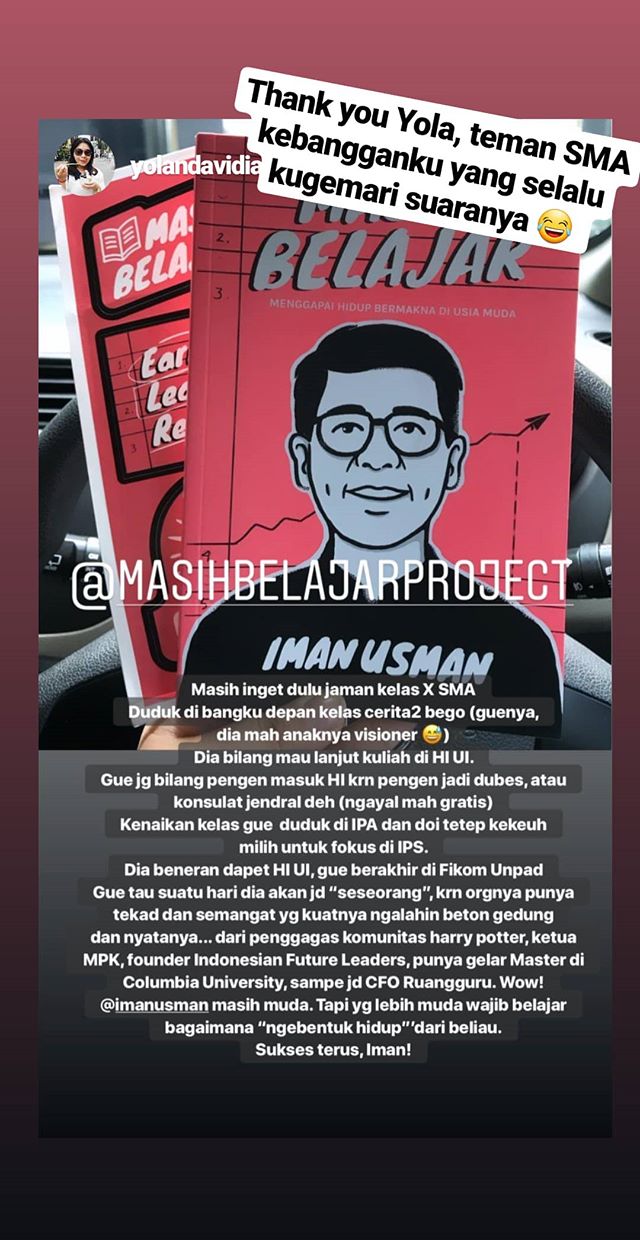 Thank you Yola, teman SMA
kebangganku yang selalu
kugemari suaranya 😂
yolandavidia
BELAJAR
MENGGAPAI HIDUP BERMAKNA DI USIA MUDA
1.
2.
3
2.
3.
4
@MASIHBELAJARPROJECT
IMAN USMAN
Masih inget dulu jaman kelas X SMA
Duduk di bangku depan kelas cerita2 bego (guenya,
dia mah anaknya visioner 😅)
Dia bilang mau lanjut kuliah di HI UI.
Gue jg bilang pengen masuk HI krn pengen jadi dubes, atau
konsulat jendral deh (ngayal mah gratis)
Kenaikan kelas gue duduk di IPA dan doi tetep kekeuh
milih untuk fokus di IPS.
Dia beneran dapet HI UI, gue berakhir di Fikom Unpad
Gue tau suatu hari dia akan jd “seseorang”, krn orgnya punya
tekad dan semangat yg kuatnya ngalahin beton gedung
dan nyatanya... dari penggagas komunitas harry potter, ketua
MPK, founder Indonesian Future Leaders, punya gelar Master di
Columbia University, sampe jd CFO Ruangguru. Wow!
@imanusman masih muda. Tapi yg lebih muda wajib belajar
bagaimana “ngebentuk hidup”’dari beliau.
Sukses terus, Iman!